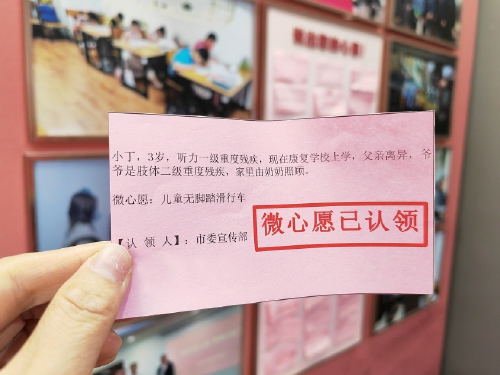 小丁，3岁，听力一级重度残疾，现在康复学校上学，父亲离异，爷
爷是肢体二级重度残疾，家里由奶奶照顾。
微心愿：儿童无脚踏滑行车
微心愿已认领
【认 领 人】：市委宣传部